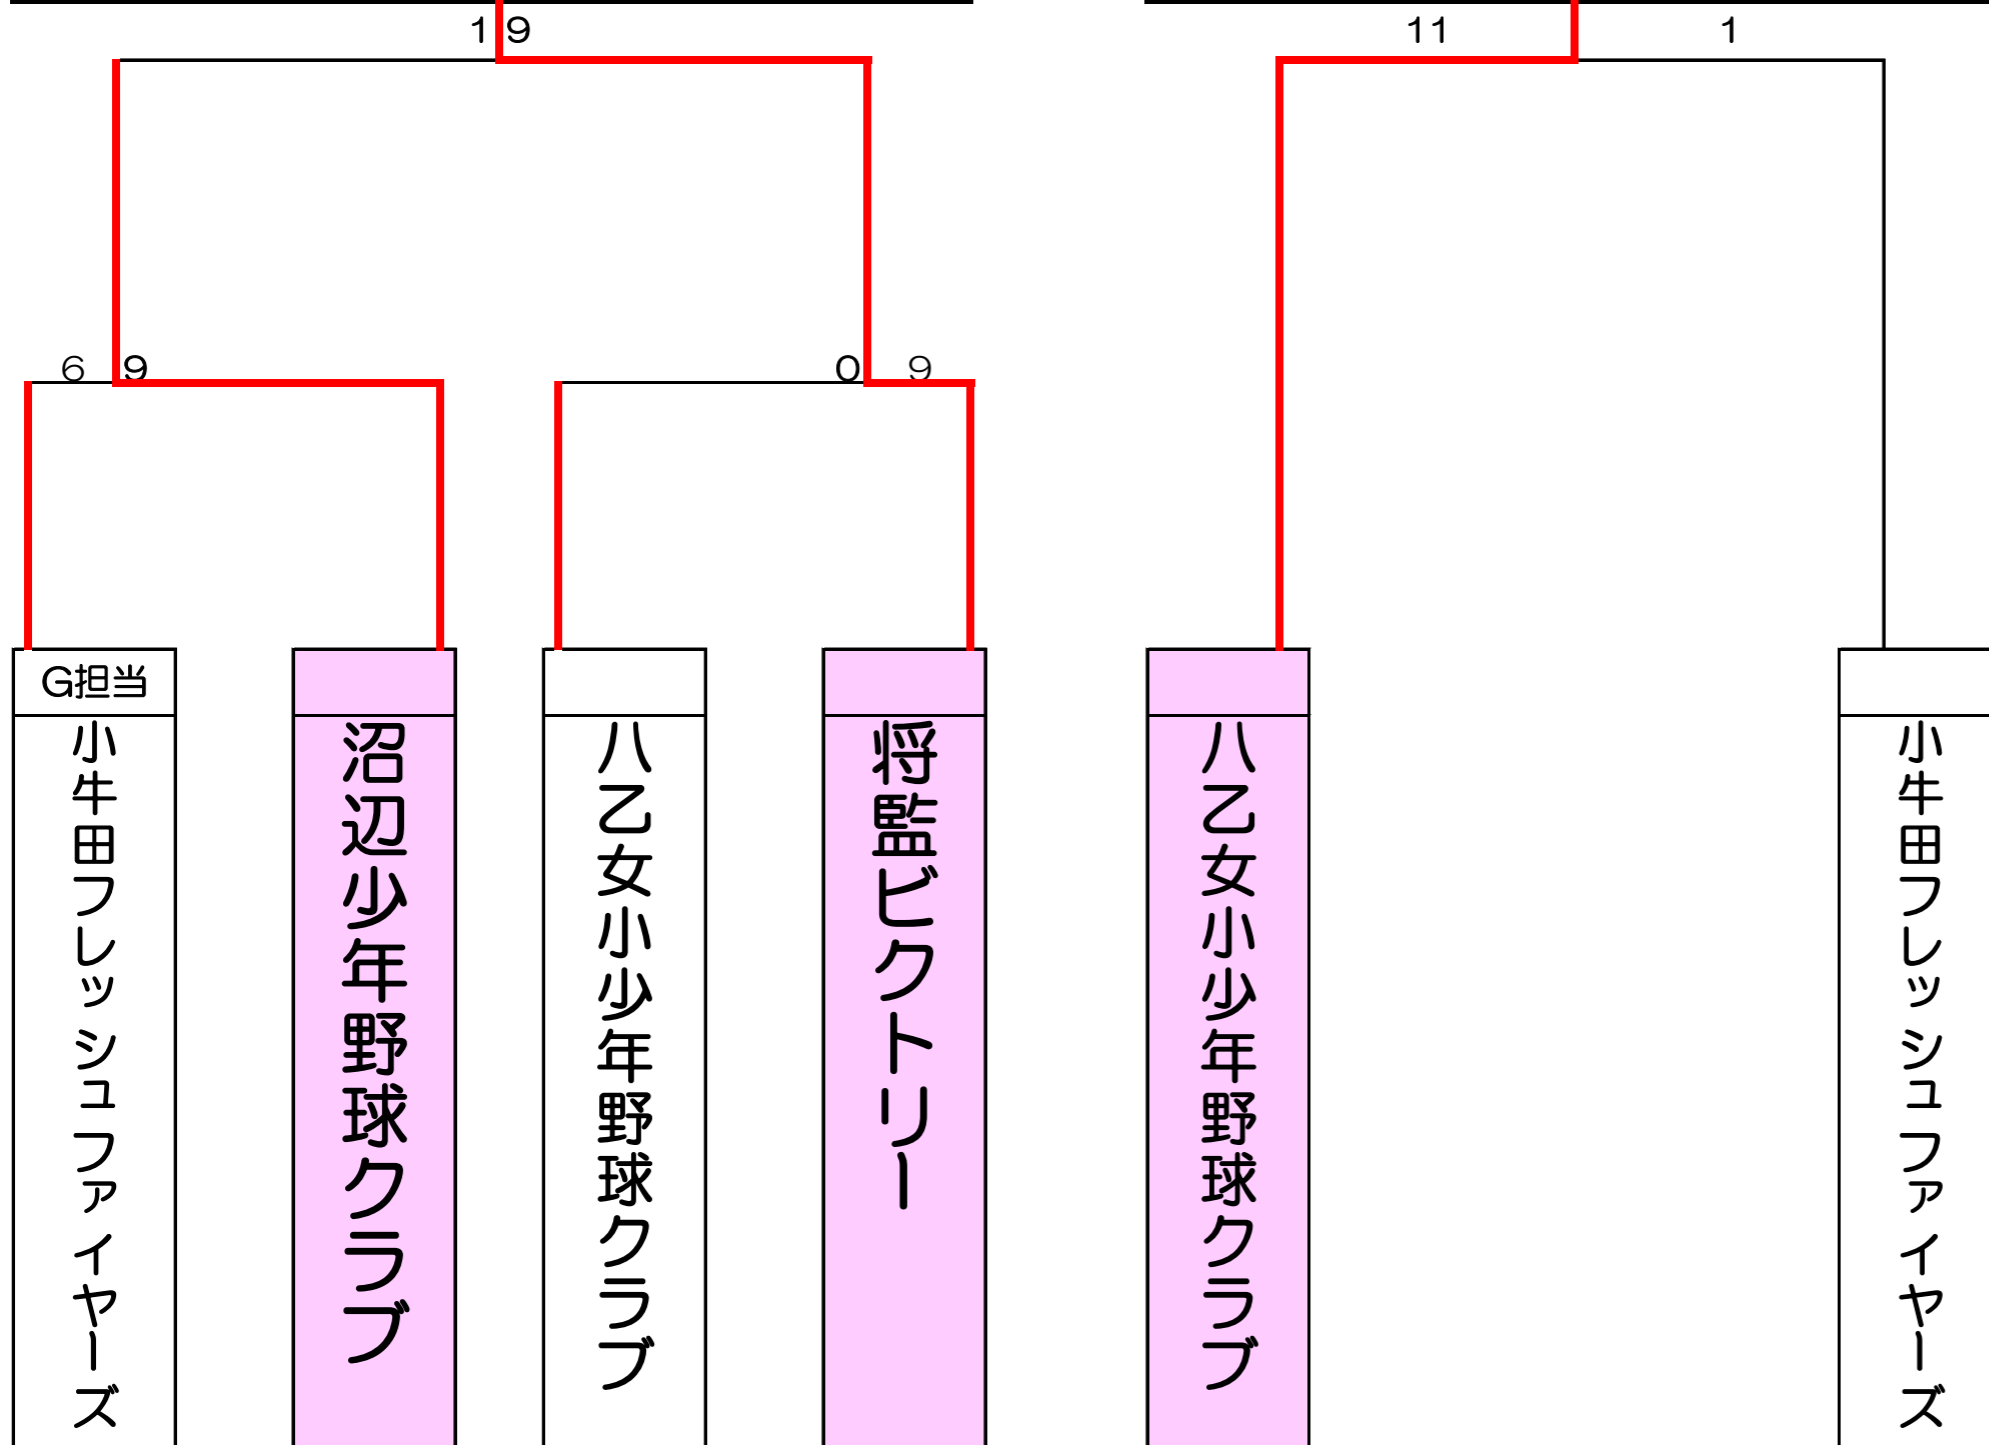 1 9
11 1
6 9
0 9
G担当
小牛田フレッシュファイヤーズ
沼辺少年野球クラブ
八乙女小少年野球クラブ
将監ビクトリー
八乙女小少年野球クラブ
小牛田フレッシュファイヤーズ